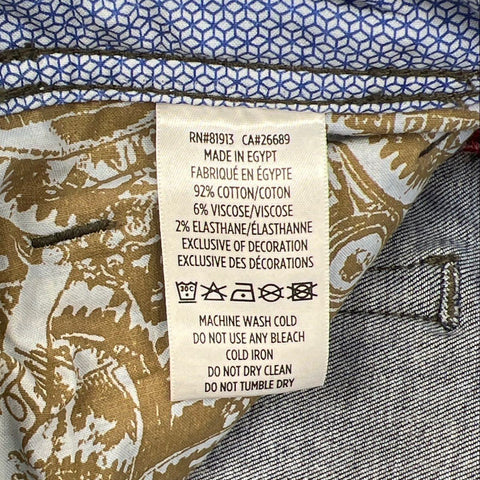 RN#81913 CA#26689
MADE IN EGYPT
FABRIQUÉ EN ÉGYPTE
92% COTTON/COTON
6% VISCOSE/VISCOSE
2% ELASTHANE/ÉLASTHANNE
EXCLUSIVE OF DECORATION
EXCLUSIVE DES DÉCORATIONS
30C
MACHINE WASH COLD
DO NOT USE ANY BLEACH
COLD IRON
DO NOT DRY CLEAN
DO NOT TUMBLE DRY